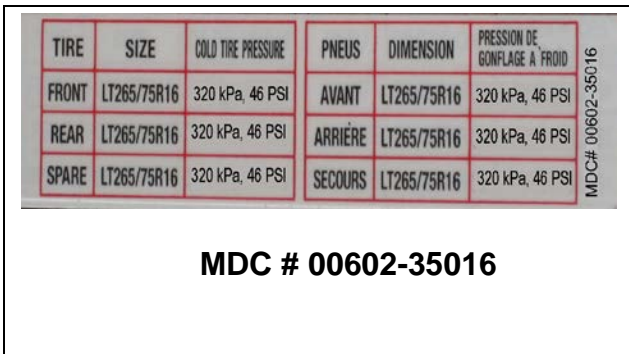 TIRE SIZE COLD TIRE PRESSURE
FRONT LT265/75R16 320 kPa, 46 PSI
REAR LT265/75R16 320 kPa, 46 PSI
SPARE LT265/75R16 320 kPa, 46 PSI
PNEUS DIMENSION PRESSION DE GONFLAGE A FROID
AVANT LT265/75R16 320 kPa, 46 PSI
ARRIÈRE LT265/75R16 320 kPa, 46 PSI
SECOURS LT265/75R16 320 kPa, 46 PSI
MDC# 00602-35016
MDC # 00602-35016